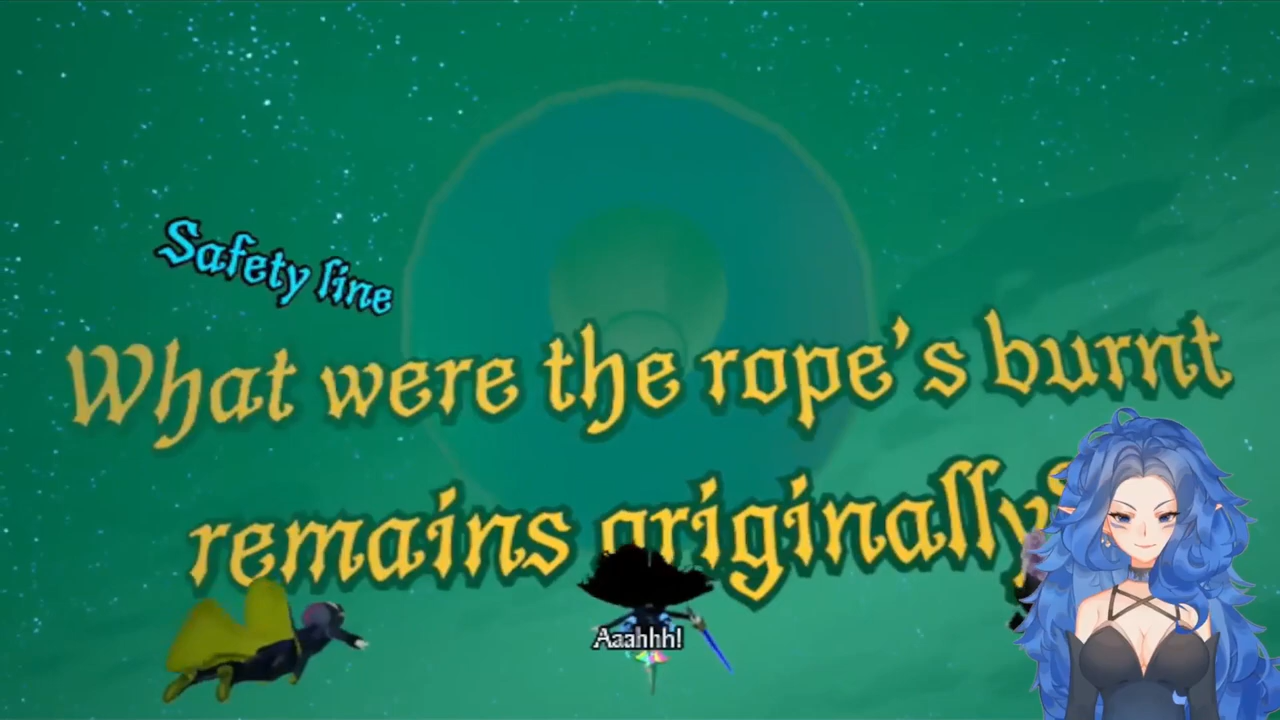 Safety line
What were the rope's burnt
remains originally?
Aaahhh!